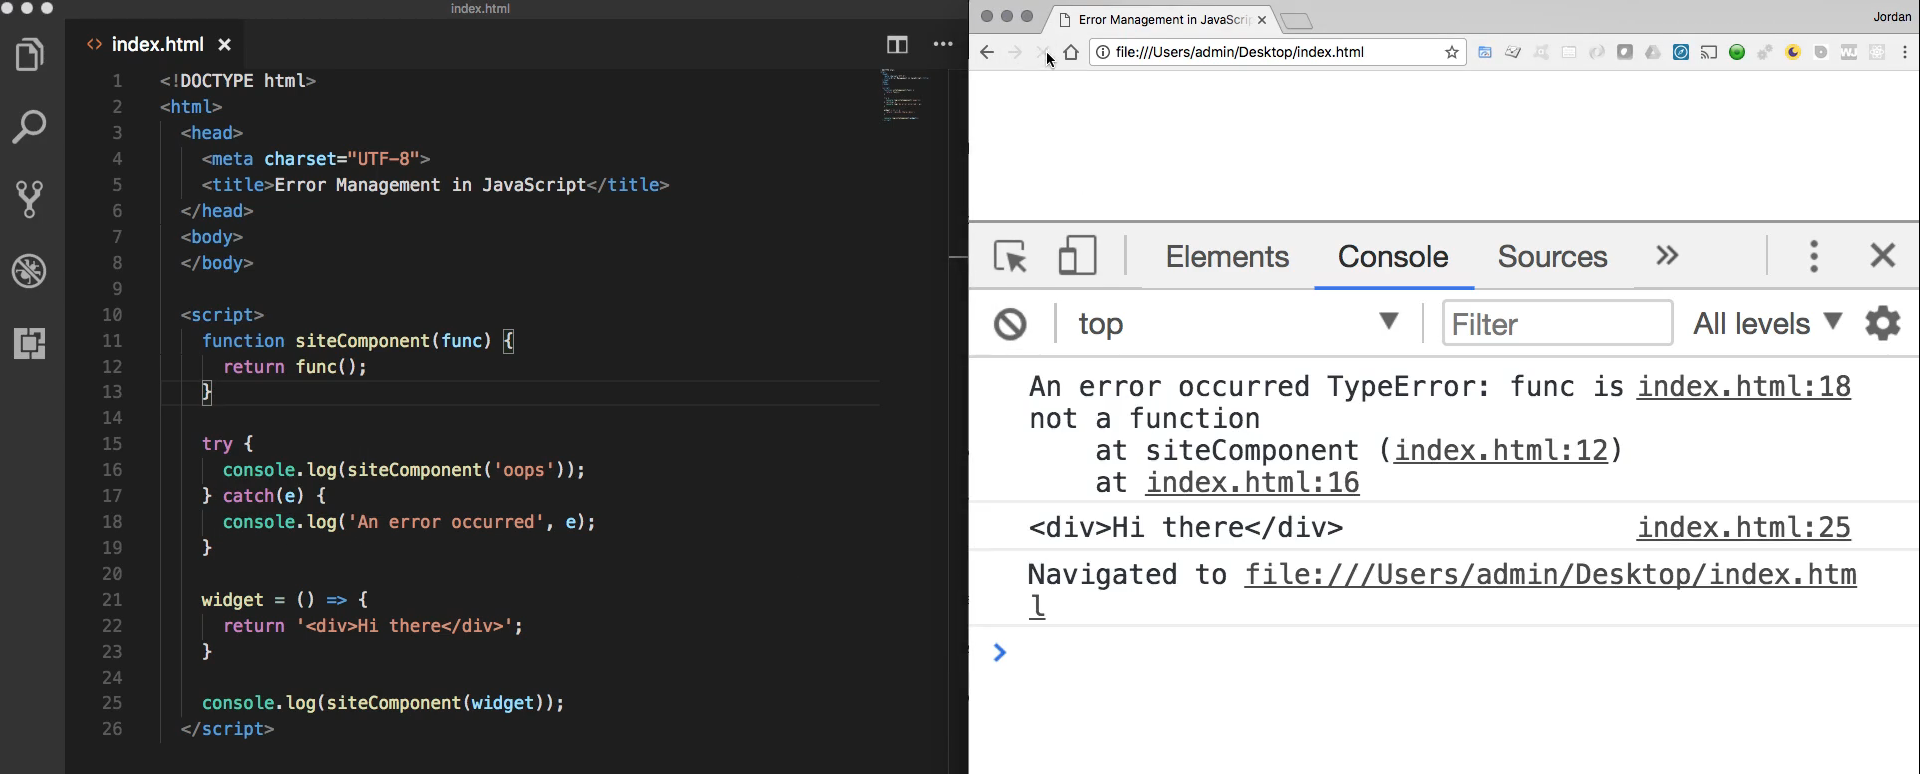 index.html
index.html
1 <!DOCTYPE html>
2 <html>
3 <head>
4 <meta charset="UTF-8">
5 <title>Error Management in JavaScript</title>
6 </head>
7 <body>
8 </body>
9
10 <script>
11 function siteComponent(func) {
12 return func();
13 }
14
15 try {
16 console.log(siteComponent('oops'));
17 } catch(e) {
18 console.log('An error occurred', e);
19 }
20
21 widget = () => {
22 return '<div>Hi there</div>';
23 }
24
25 console.log(siteComponent(widget));
26 </script>
Error Management in JavaScri
Jordan
file:///Users/admin/Desktop/index.html
Elements Console Sources
top Filter All levels
An error occurred TypeError: func is index.html:18
not a function
at siteComponent (index.html:12)
at index.html:16
<div>Hi there</div> index.html:25
Navigated to file:///Users/admin/Desktop/index.htm
l